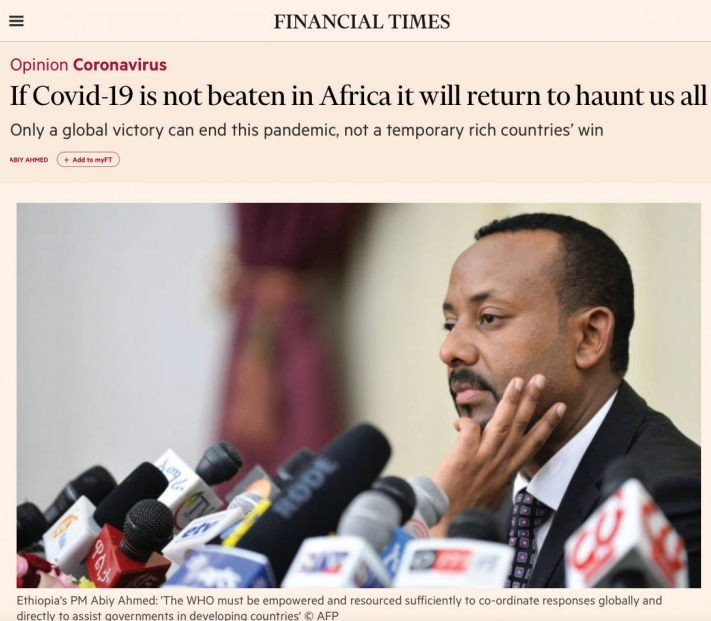 FINANCIAL TIMES
Opinion Coronavirus
If Covid-19 is not beaten in Africa it will return to haunt us all
Only a global victory can end this pandemic, not a temporary rich countries’ win
ABIY AHMED + Add to myFT
RODE
etv
Ethiopia's PM Abiy Ahmed: 'The WHO must be empowered and resourced sufficiently to co-ordinate responses globally and
directly to assist governments in developing countries' © AFP